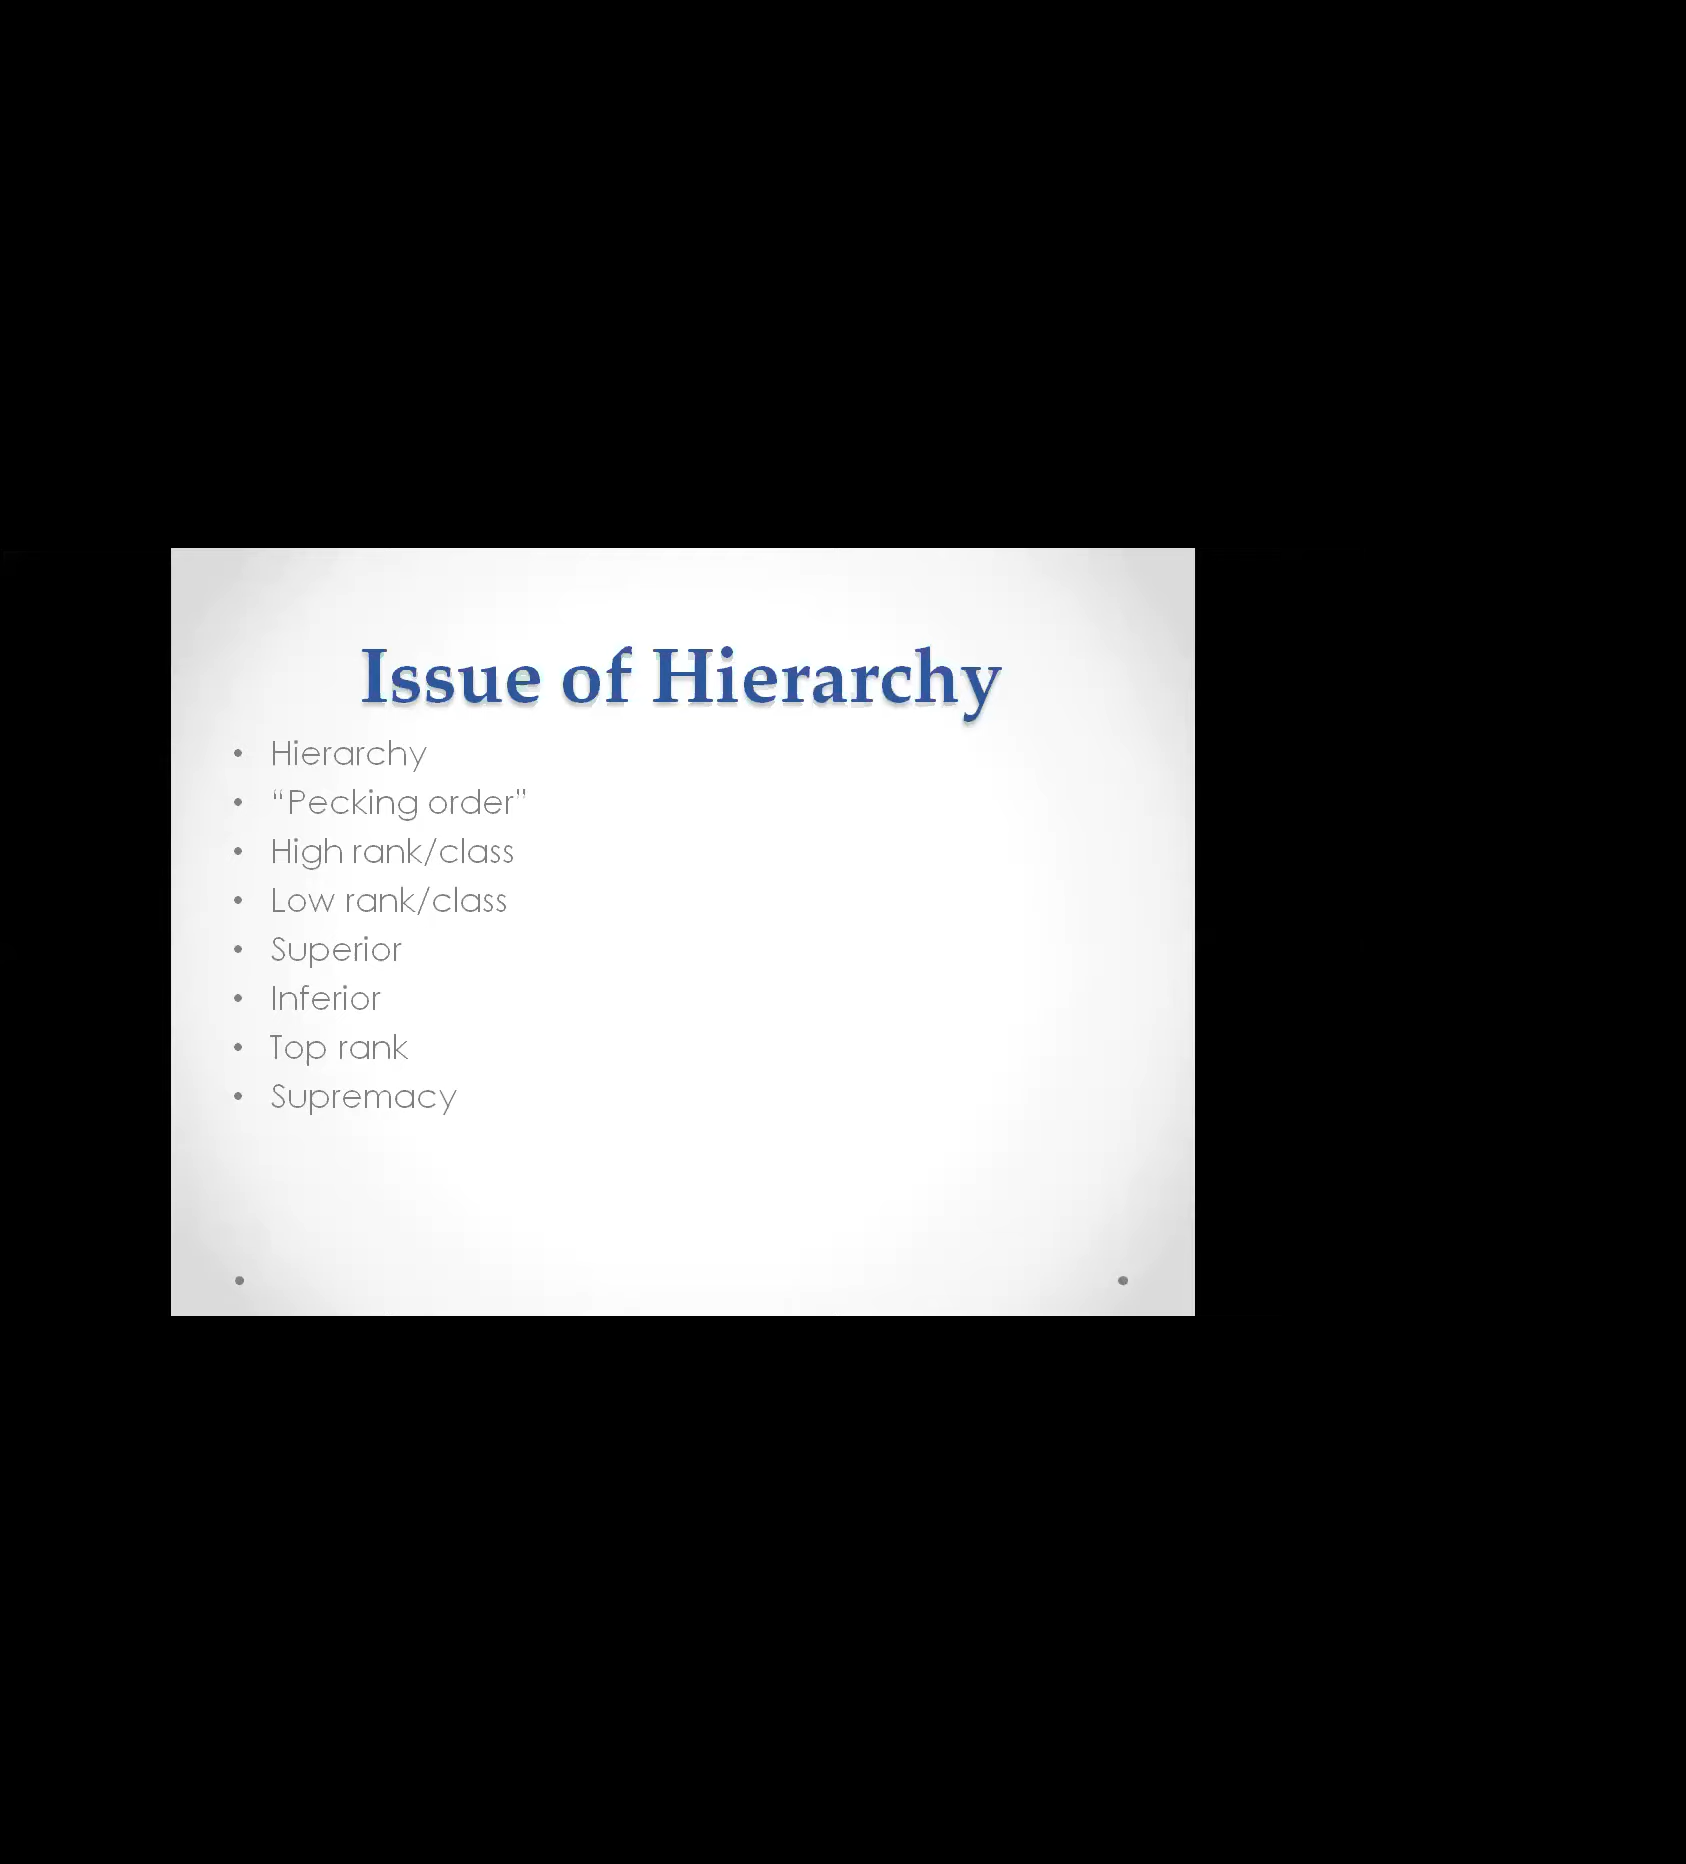 Issue of Hierarchy
• Hierarchy
• “Pecking order”
• High rank/class
• Low rank/class
• Superior
• Inferior
• Top rank
• Supremacy